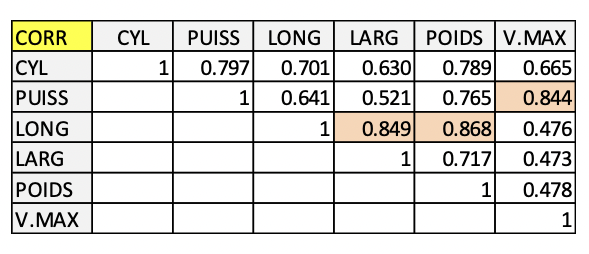 CORR CYL PUISS LONG LARG POIDS V.MAX
CYL 1 0.797 0.701 0.630 0.789 0.665
PUISS 1 0.641 0.521 0.765 0.844
LONG 1 0.849 0.868 0.476
LARG 1 0.717 0.473
POIDS 1 0.478
V.MAX 1